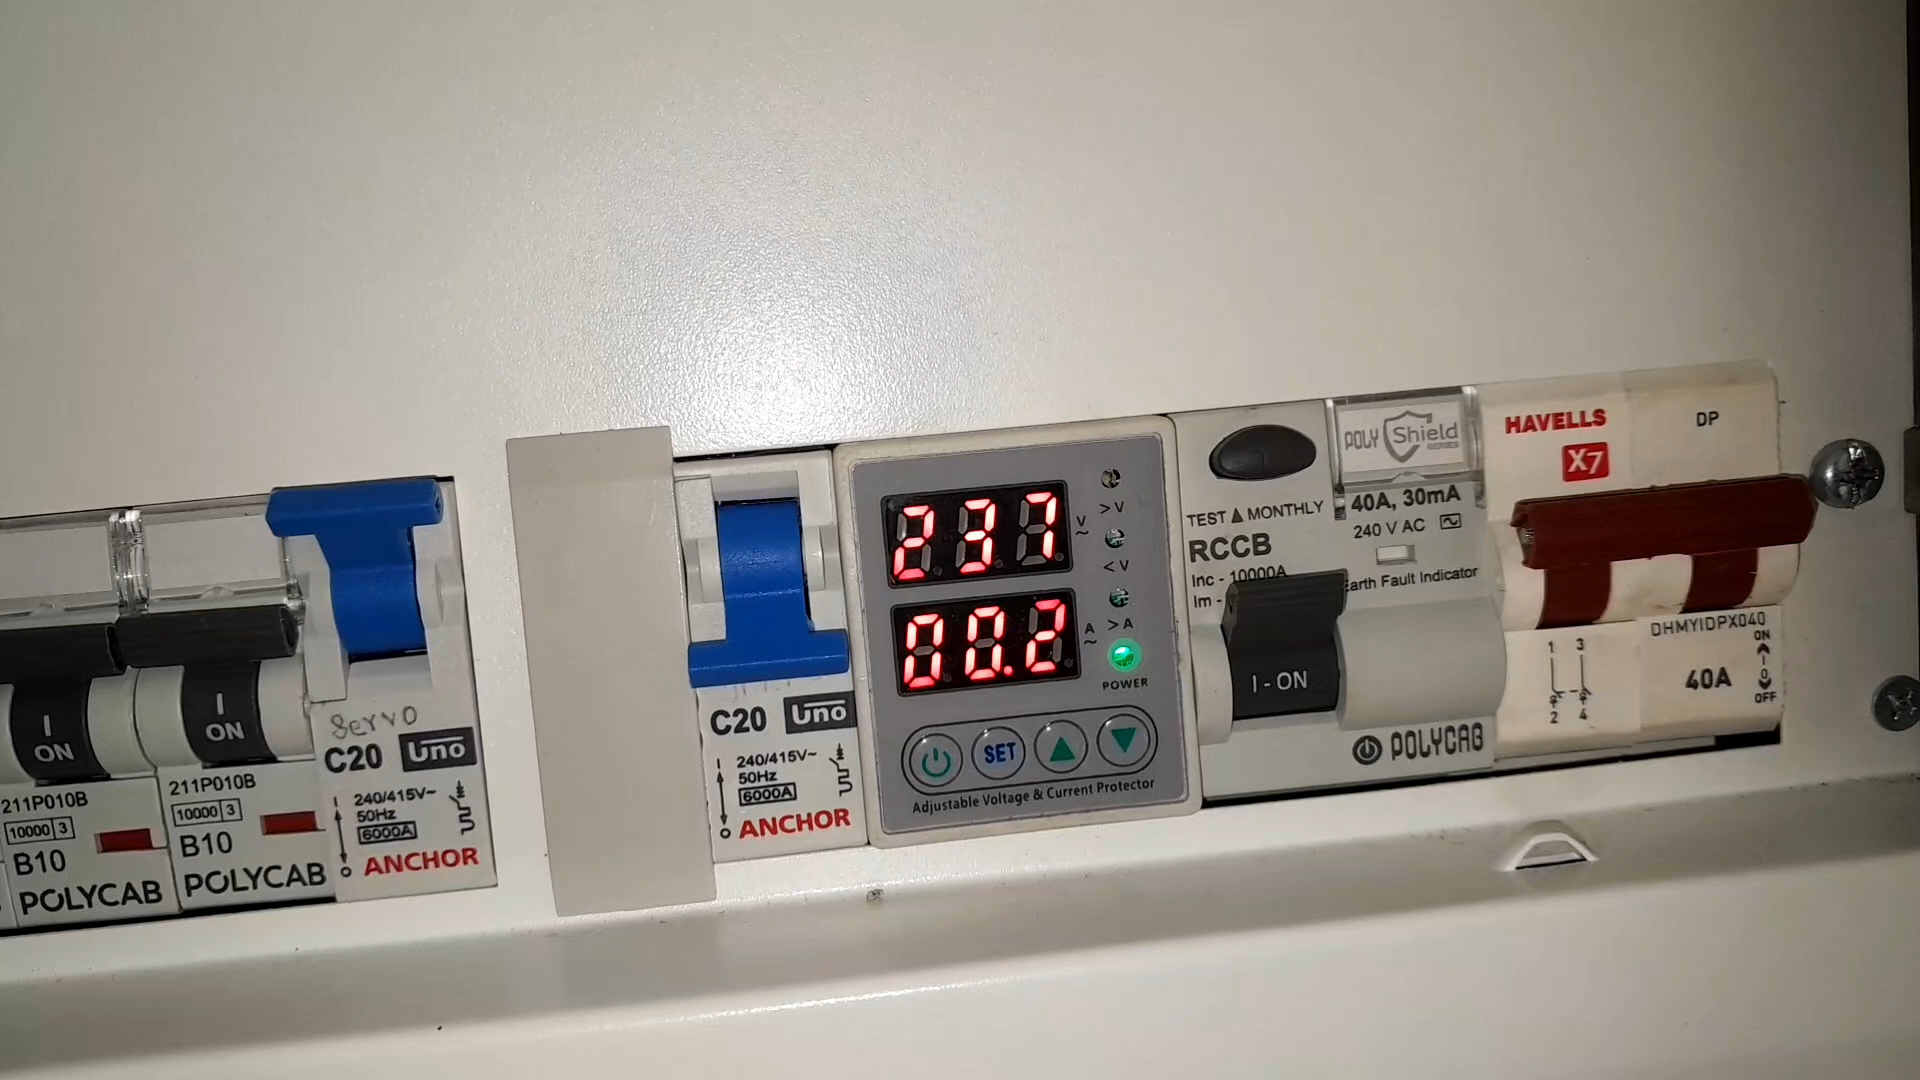 I
ON
211P010B
10000 3
B10
POLYCAB
I
ON
211P010B
10000 3
B10
POLYCAB
Servo
C20 Uno
240/415V~
50Hz
6000A
ANCHOR
C20 Uno
240/415V~
50Hz
6000A
ANCHOR
237
V
~
00.2
A
~
>V
<V
>A
POWER
SET
Adjustable Voltage & Current Protector
TEST MONTHLY
RCCB
Inc - 10000A
Im -
I - ON
POLY Shield
SERIES
40A, 30mA
240 V AC
Earth Fault Indicator
POLYCAB
HAVELLS
X7
DP
1 3
2 4
DHMYIDPX040
40A
ON
I
O
OFF